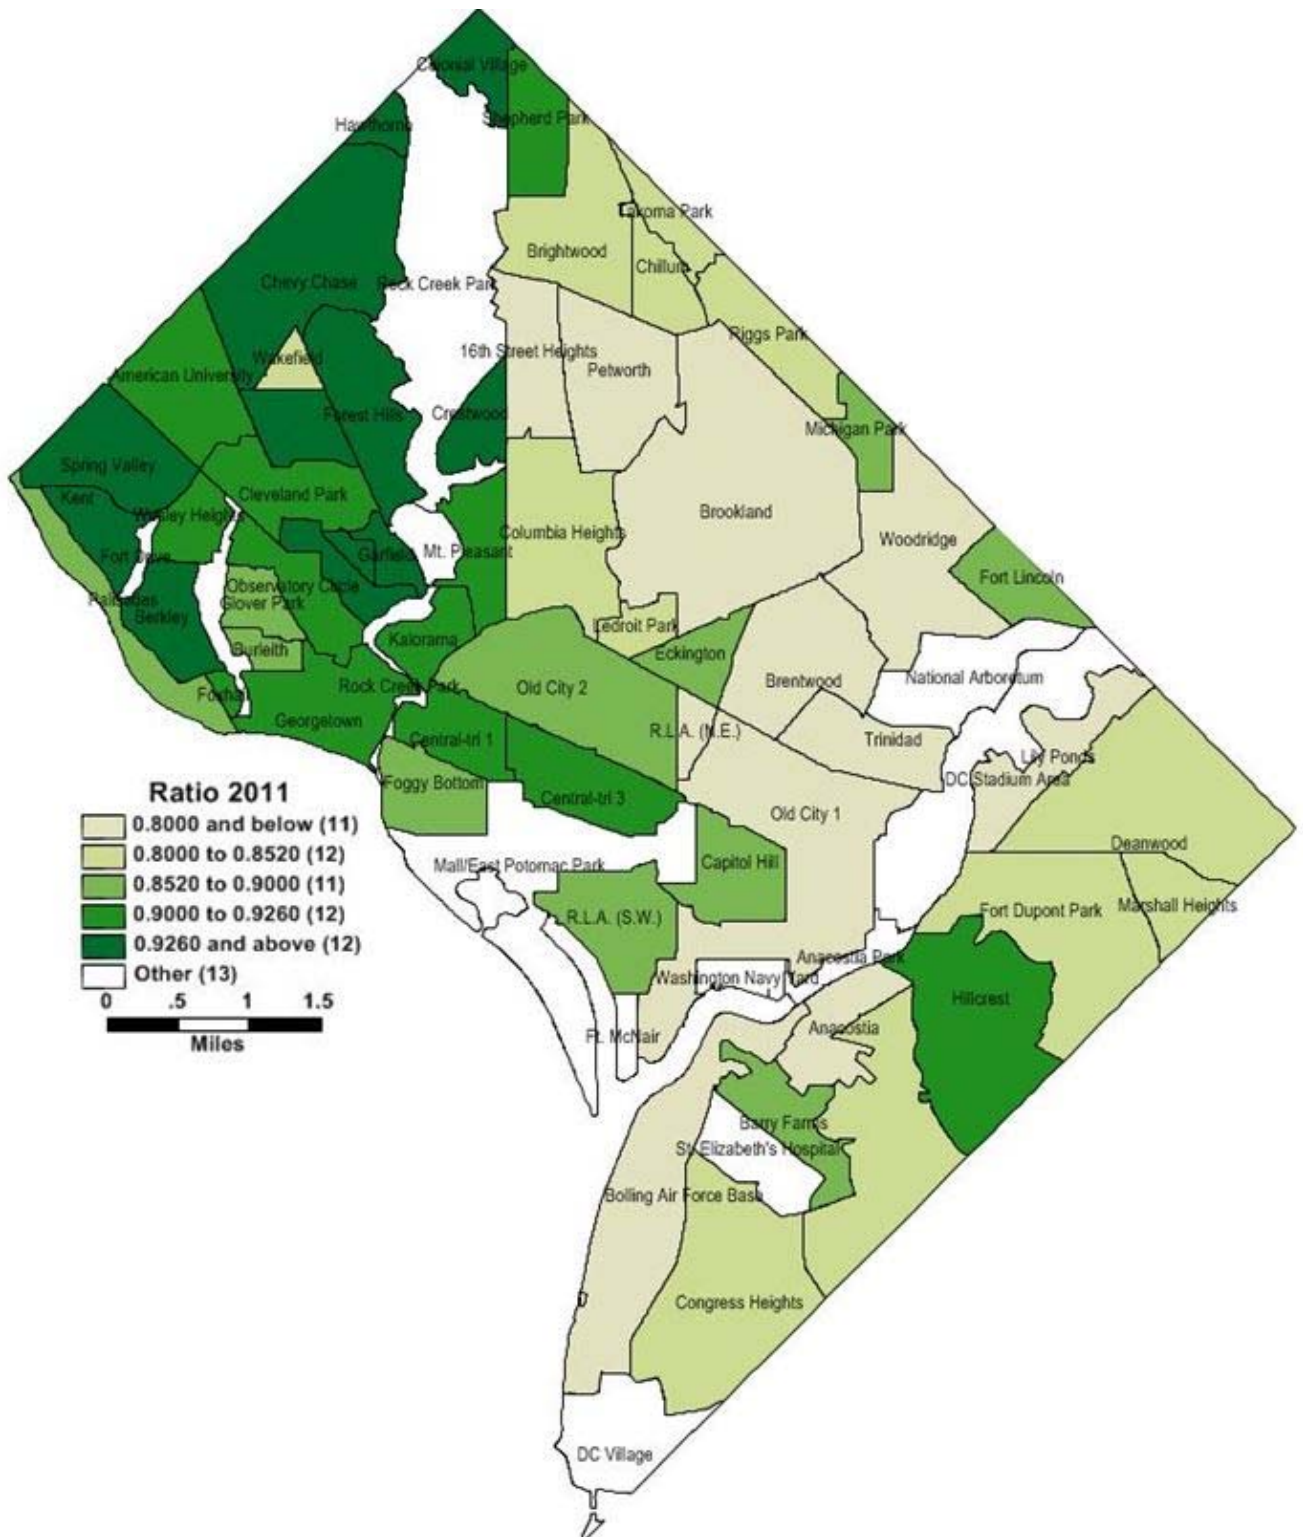 Colonial Village
Hawthorne
Shepherd Park
Takoma Park
Brightwood
Chillum
Chevy Chase
Rock Creek Park
Riggs Park
16th Street Heights
Wakefield
Petworth
American University
Forest Hills
Crestwood
Michigan Park
Spring Valley
Kent
Cleveland Park
Wesley Heights
Brookland
Columbia Heights
Woodridge
Garfield
Mt. Pleasant
Fort Drive
Fort Lincoln
Observatory Circle
Glover Park
Palisades
Berkley
Ledroit Park
Kalorama
Burleith
Eckington
National Arboretum
Brentwood
Rock Creek Park
Old City 2
Foxhall
Georgetown
R.L.A. (N.E.)
Trinidad
Central-tri 1
Lily Ponds
DC Stadium Area
Foggy Bottom
Central-tri 3
Old City 1
Ratio 2011
0.8000 and below (11)
0.8000 to 0.8520 (12)
0.8520 to 0.9000 (11)
0.9000 to 0.9260 (12)
0.9260 and above (12)
Other (13)
0 .5 1 1.5
Miles
Deanwood
Mall/East Potomac Park
Capitol Hill
Marshall Heights
Fort Dupont Park
R.L.A. (S.W.)
Anacostia Park
Washington Navy Yard
Hillcrest
Ft. McNair
Anacostia
Barry Farms
St. Elizabeth's Hospital
Bolling Air Force Base
Congress Heights
DC Village